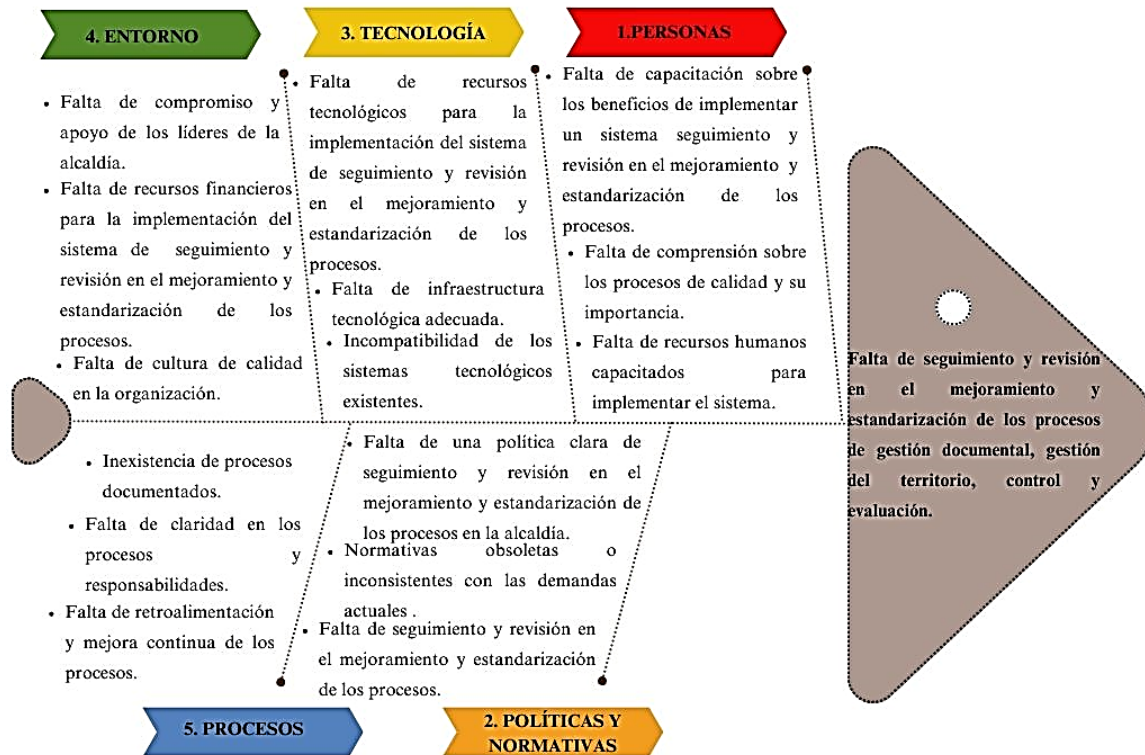 4. ENTORNO
3. TECNOLOGÍA
1.PERSONAS
• Falta de compromiso y
apoyo de los líderes de la
alcaldía.
• Falta de recursos financieros
para la implementación del
sistema de seguimiento y
revisión en el mejoramiento y
estandarización de los
procesos.
• Falta de cultura de calidad
en la organización.
• Falta de recursos
tecnológicos para la
implementación del sistema
de seguimiento y revisión
en el mejoramiento y
estandarización de los
procesos.
• Falta de infraestructura
tecnológica adecuada.
• Incompatibilidad de los
sistemas tecnológicos
existentes.
• Falta de capacitación sobre
los beneficios de implementar
un sistema seguimiento y
revisión en el mejoramiento y
estandarización de los
procesos.
• Falta de comprensión sobre
los procesos de calidad y su
importancia.
• Falta de recursos humanos
capacitados para
implementar el sistema.
Falta de seguimiento y revisión
en el mejoramiento y
estandarización de los procesos
de gestión documental, gestión
del territorio, control y
evaluación.
• Inexistencia de procesos
documentados.
• Falta de claridad en los
procesos y
responsabilidades.
• Falta de retroalimentación
y mejora continua de los
procesos.
• Falta de una política clara de
seguimiento y revisión en el
mejoramiento y estandarización de
los procesos en la alcaldía.
• Normativas obsoletas o
inconsistentes con las demandas
actuales .
• Falta de seguimiento y revisión en
el mejoramiento y estandarización
de los procesos.
5. PROCESOS
2. POLÍTICAS Y
NORMATIVAS